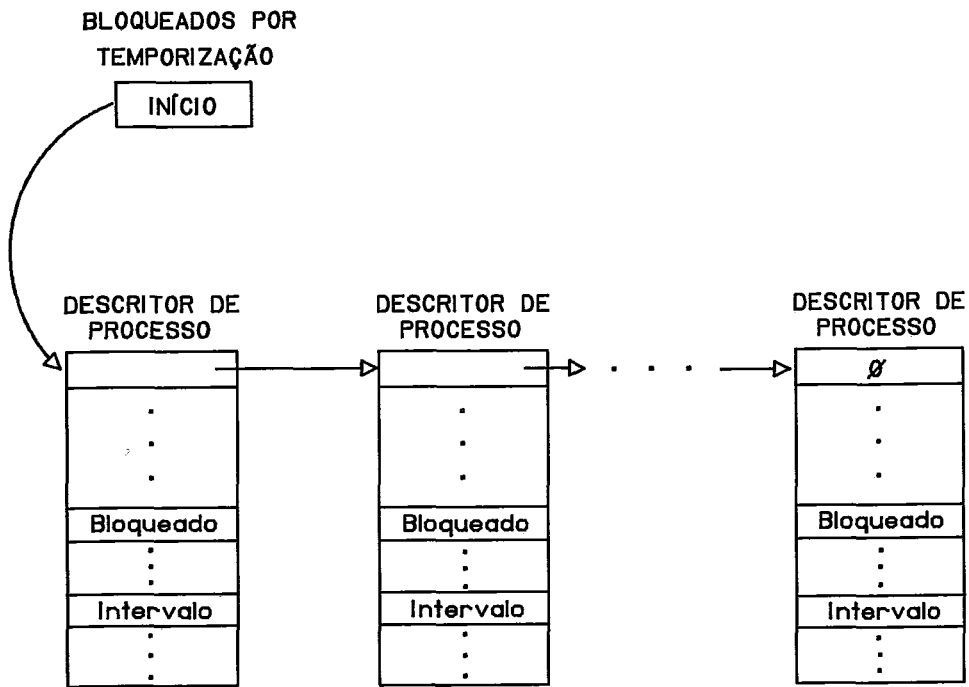 BLOQUEADOS POR
TEMPORIZAÇÃO
INÍCIO
DESCRITOR DE
PROCESSO
DESCRITOR DE
PROCESSO
DESCRITOR DE
PROCESSO
Ø
Bloqueado
Bloqueado
Bloqueado
Intervalo
Intervalo
Intervalo